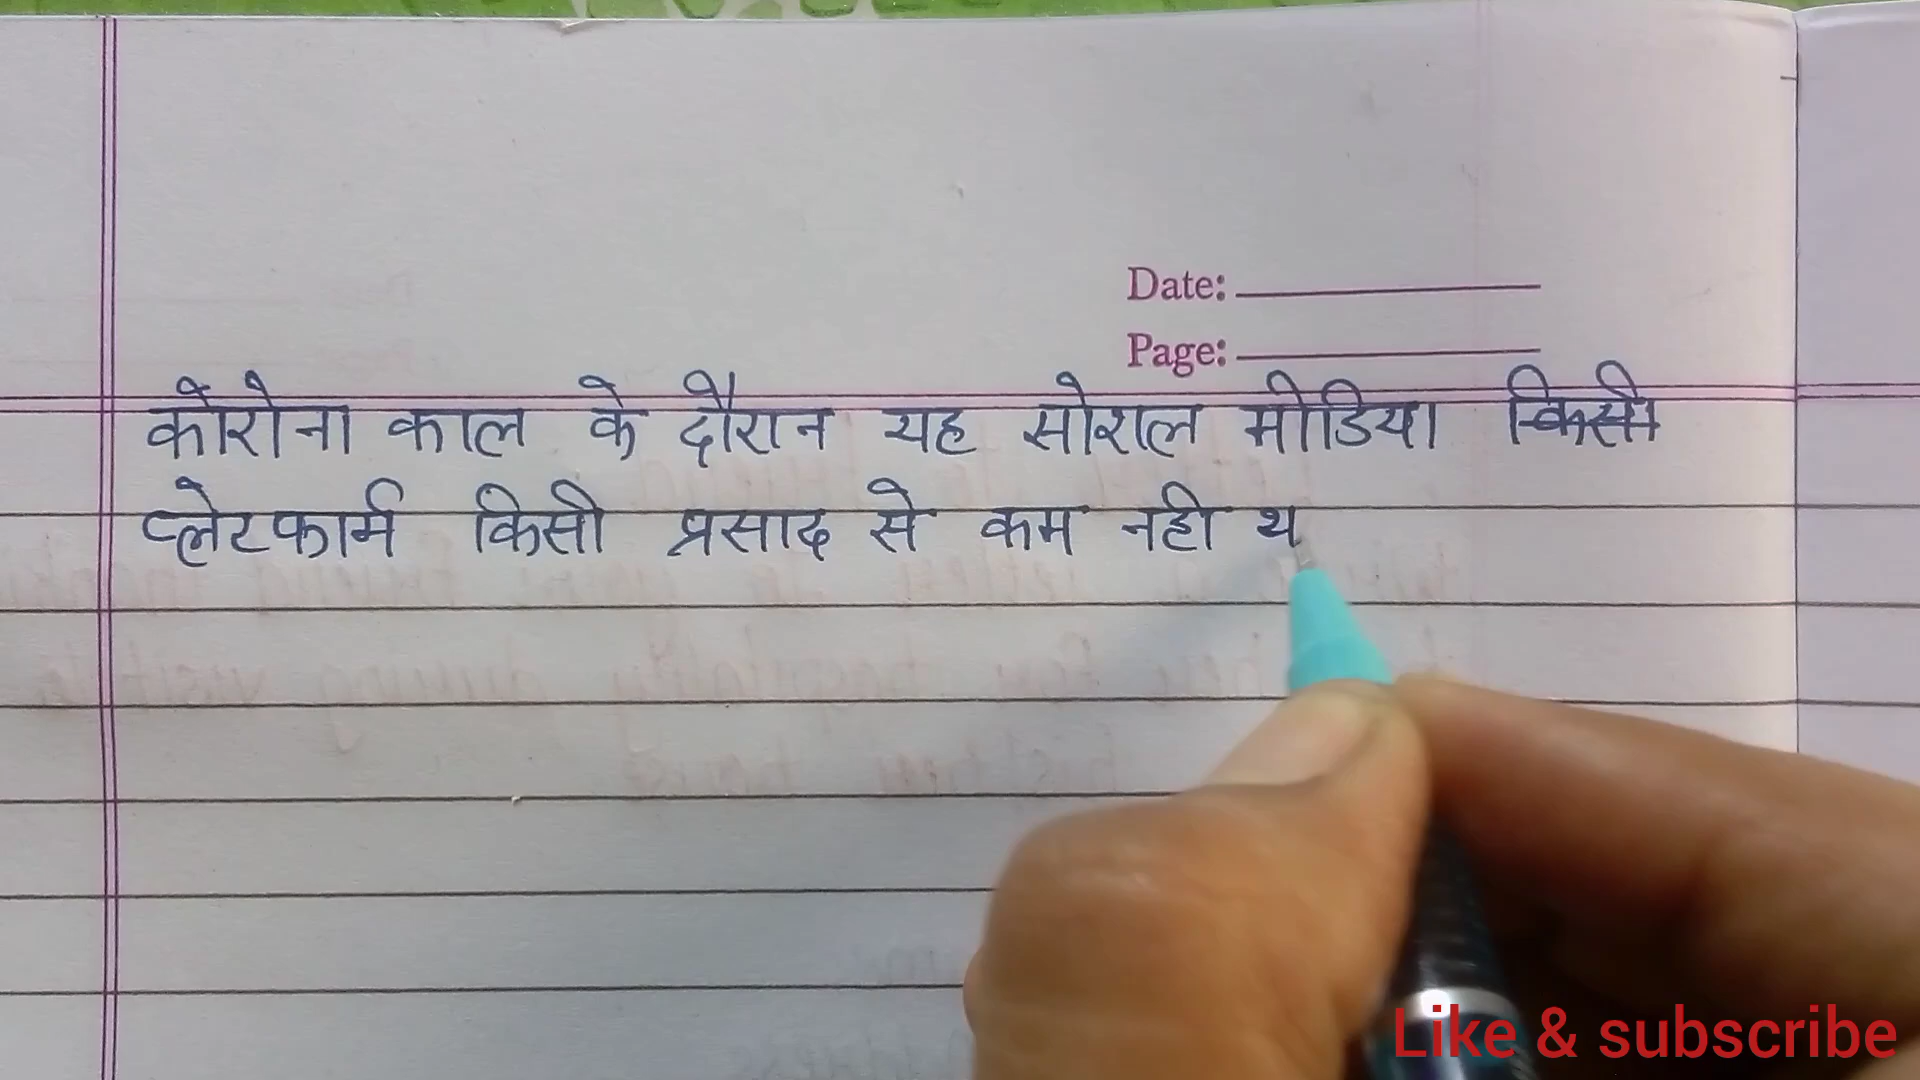 Date:
Page:
कोरोना काल के दौरान यह सोशल मीडिया किसी
प्लेटफार्म किसी प्रसाद से कम नही थ
Like & subscribe